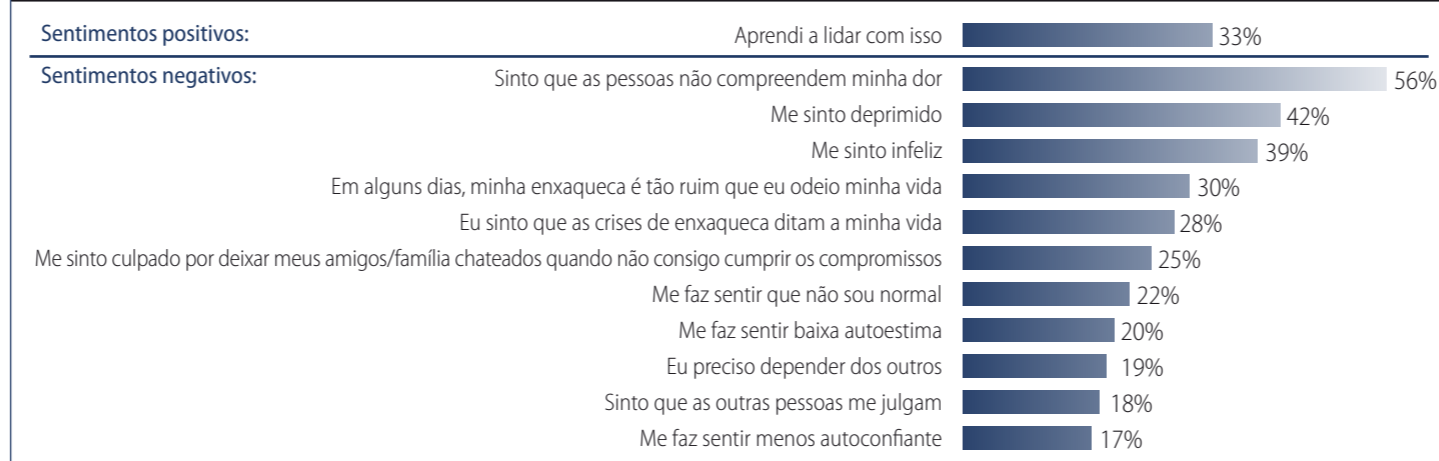 Sentimentos positivos: Aprendi a lidar com isso 33%
Sentimentos negativos: Sinto que as pessoas não compreendem minha dor 56%
Me sinto deprimido 42%
Me sinto infeliz 39%
Em alguns dias, minha enxaqueca é tão ruim que eu odeio minha vida 30%
Eu sinto que as crises de enxaqueca ditam a minha vida 28%
Me sinto culpado por deixar meus amigos/família chateados quando não consigo cumprir os compromissos 25%
Me faz sentir que não sou normal 22%
Me faz sentir baixa autoestima 20%
Eu preciso depender dos outros 19%
Sinto que as outras pessoas me julgam 18%
Me faz sentir menos autoconfiante 17%